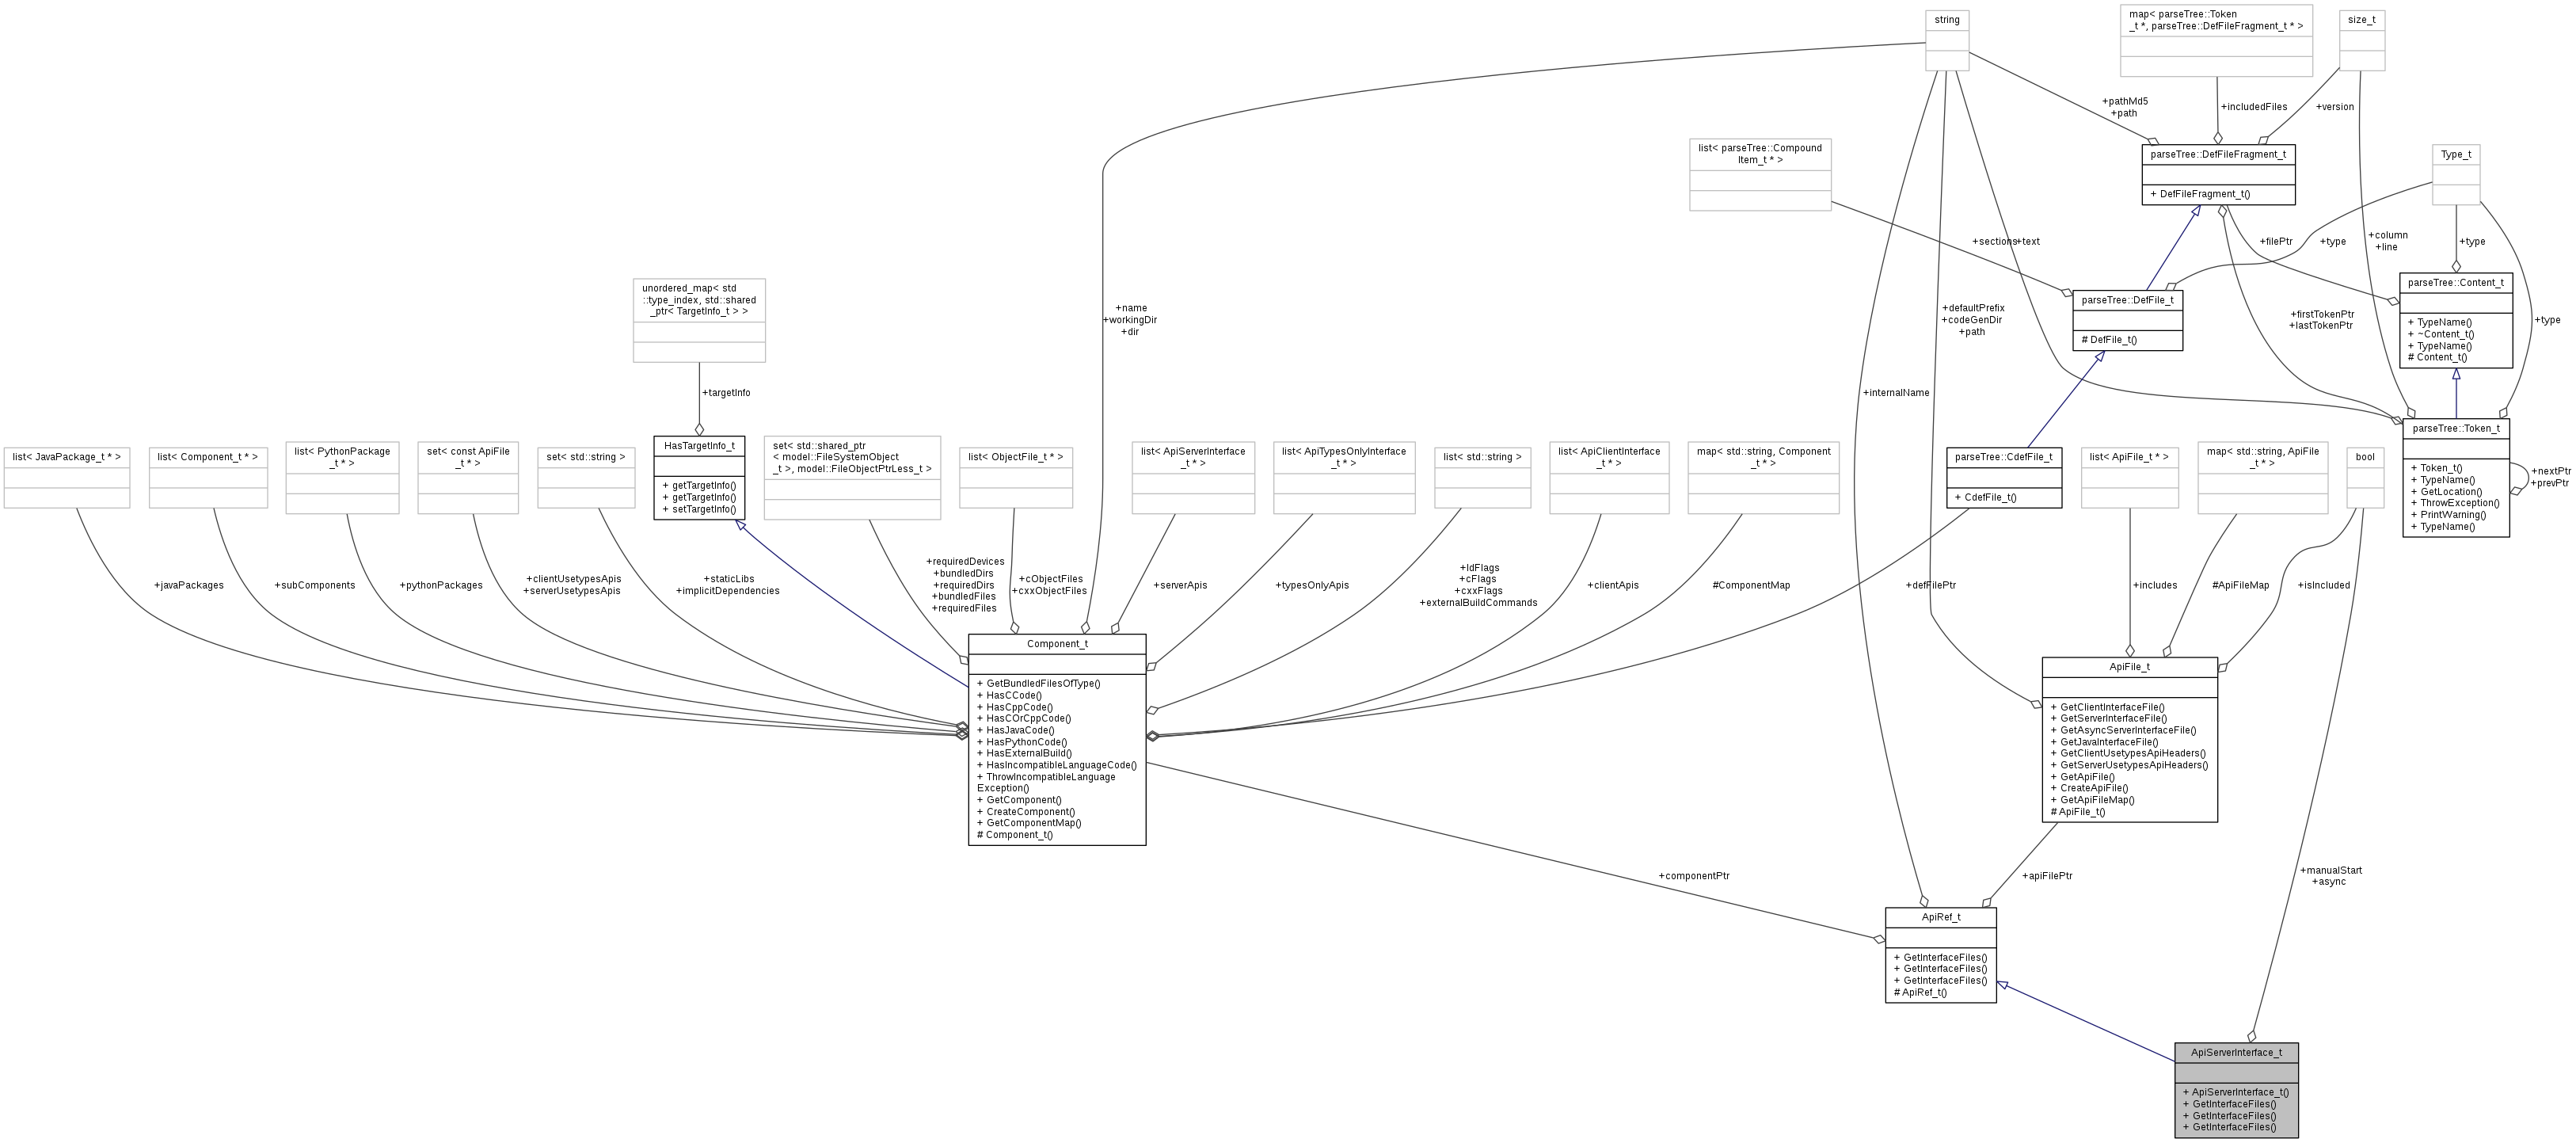 string
map< parseTree::Token
_t *, parseTree::DefFileFragment_t * >
size_t
+pathMd5
+path
+includedFiles
+version
list< parseTree::Compound
Item_t * >
parseTree::DefFileFragment_t
+ DefFileFragment_t()
Type_t
+sections
+text
+filePtr
+type
+column
+line
+type
unordered_map< std
::type_index, std::shared
_ptr< TargetInfo_t > >
+name
+workingDir
+dir
+defaultPrefix
+codeGenDir
+path
parseTree::DefFile_t
# DefFile_t()
+firstTokenPtr
+lastTokenPtr
parseTree::Content_t
+ TypeName()
+ ~Content_t()
+ TypeName()
# Content_t()
+type
+targetInfo
+internalName
list< JavaPackage_t * >
list< Component_t * >
list< PythonPackage
_t * >
set< const ApiFile
_t * >
set< std::string >
HasTargetInfo_t
+ getTargetInfo()
+ getTargetInfo()
+ setTargetInfo()
set< std::shared_ptr
< model::FileSystemObject
_t >, model::FileObjectPtrLess_t >
list< ObjectFile_t * >
list< ApiServerInterface
_t * >
list< ApiTypesOnlyInterface
_t * >
list< std::string >
list< ApiClientInterface
_t * >
map< std::string, Component
_t * >
parseTree::CdefFile_t
+ CdefFile_t()
list< ApiFile_t * >
map< std::string, ApiFile
_t * >
bool
parseTree::Token_t
+ Token_t()
+ TypeName()
+ GetLocation()
+ ThrowException()
+ PrintWarning()
+ TypeName()
+nextPtr
+prevPtr
+javaPackages
+subComponents
+pythonPackages
+clientUsetypesApis
+serverUsetypesApis
+staticLibs
+implicitDependencies
+requiredDevices
+bundledDirs
+requiredDirs
+bundledFiles
+requiredFiles
+cObjectFiles
+cxxObjectFiles
+serverApis
+typesOnlyApis
+ldFlags
+cFlags
+cxxFlags
+externalBuildCommands
+clientApis
#ComponentMap
+defFilePtr
+includes
#ApiFileMap
+isIncluded
Component_t
+ GetBundledFilesOfType()
+ HasCCode()
+ HasCppCode()
+ HasCOrCppCode()
+ HasJavaCode()
+ HasPythonCode()
+ HasExternalBuild()
+ HasIncompatibleLanguageCode()
+ ThrowIncompatibleLanguage
Exception()
+ GetComponent()
+ CreateComponent()
+ GetComponentMap()
# Component_t()
ApiFile_t
+ GetClientInterfaceFile()
+ GetServerInterfaceFile()
+ GetAsyncServerInterfaceFile()
+ GetJavaInterfaceFile()
+ GetClientUsetypesApiHeaders()
+ GetServerUsetypesApiHeaders()
+ GetApiFile()
+ CreateApiFile()
+ GetApiFileMap()
# ApiFile_t()
+componentPtr
+apiFilePtr
+manualStart
+async
ApiRef_t
+ GetInterfaceFiles()
+ GetInterfaceFiles()
+ GetInterfaceFiles()
# ApiRef_t()
ApiServerInterface_t
+ ApiServerInterface_t()
+ GetInterfaceFiles()
+ GetInterfaceFiles()
+ GetInterfaceFiles()